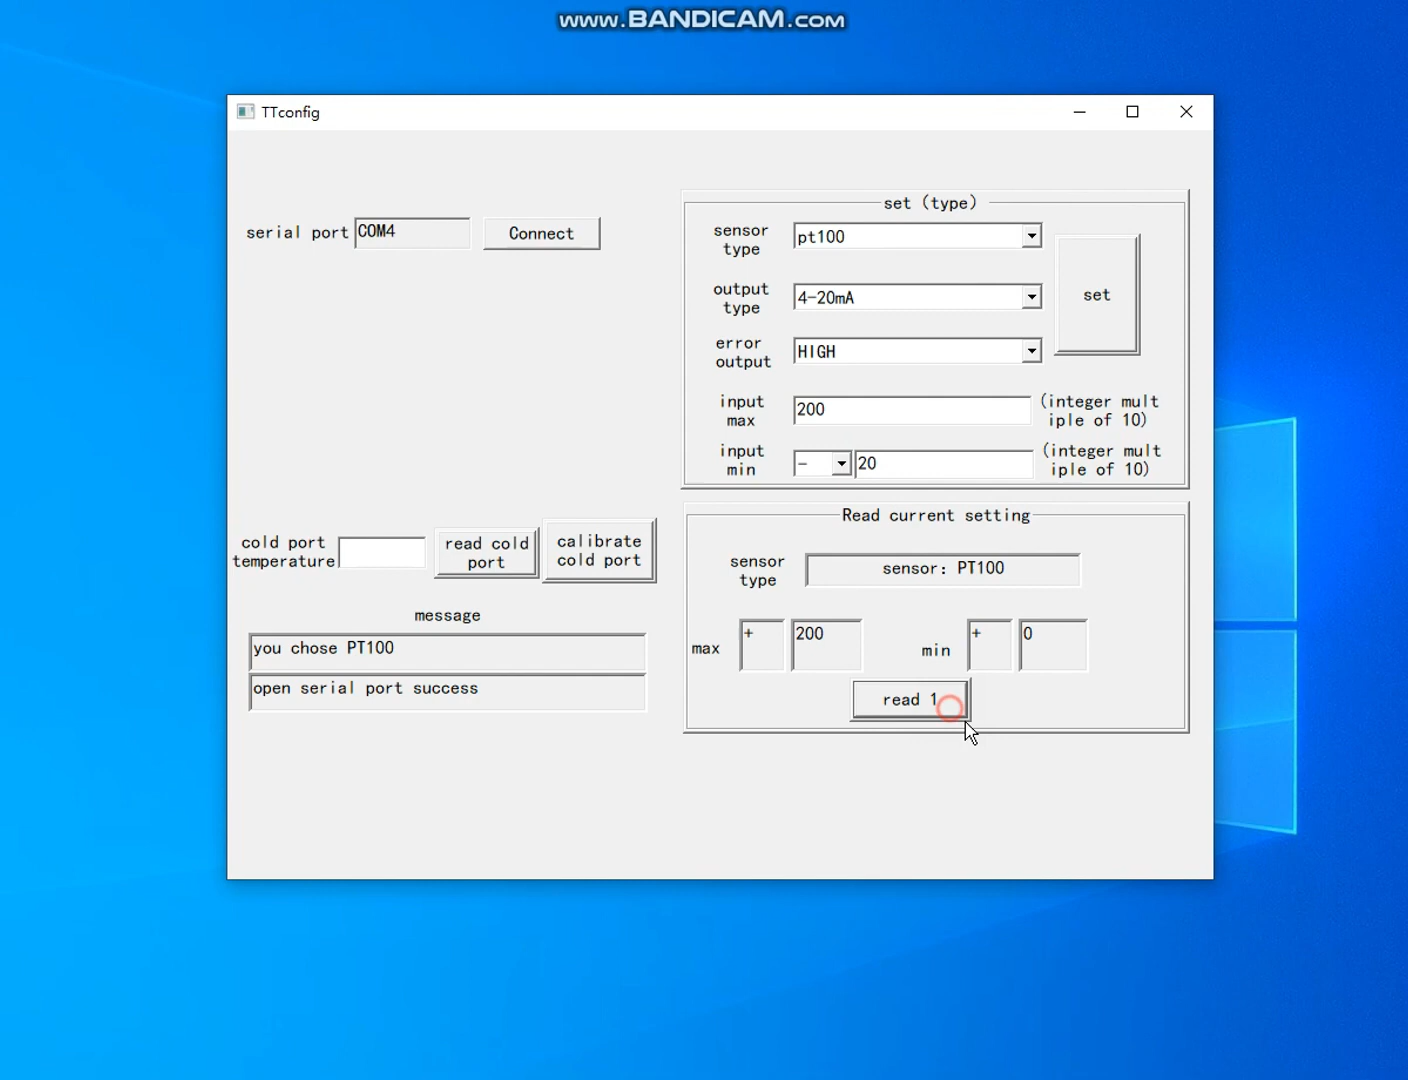 www.BANDICAM.com
TTconfig
serial port COM4 Connect
set (type)
sensor
type
pt100
output
type
4-20mA
error
output
HIGH
set
input
max
200
(integer mult
iple of 10)
input
min
- 20
(integer mult
iple of 10)
cold port
temperature
read cold
port
calibrate
cold port
message
you chose PT100
open serial port success
Read current setting
sensor
type
sensor: PT100
max + 200 min + 0
read 1